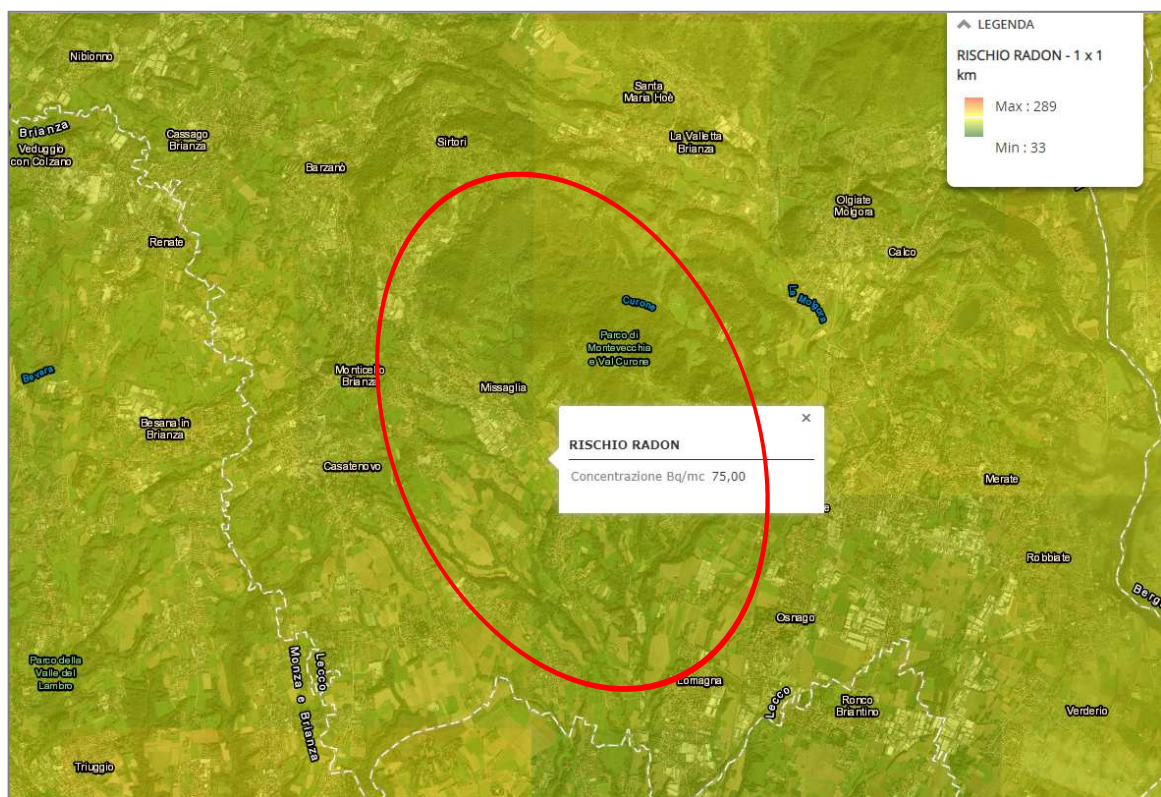 LEGENDA
RISCHIO RADON - 1 x 1
km
Max : 289
Min : 33
Nibionno
Brianza
Veduggio
con Colzano
Cassago
Brianza
Barzanò
Sirtori
Santa
Maria Hoè
La Valletta
Brianza
Olgiate
Molgora
Calco
Renate
Curone
La Molgora
Parco di
Montevecchia
e Val Curone
Bevera
Monticello
Brianza
Missaglia
Besana in
Brianza
Casatenovo
RISCHIO RADON
Concentrazione Bq/mc 75,00
Merate
Robbiate
Osnago
Parco della
Valle del
Lambro
Lecco
Monza e Brianza
Lomagna
Lecco
Ronco
Briantino
Verderio
Triuggio